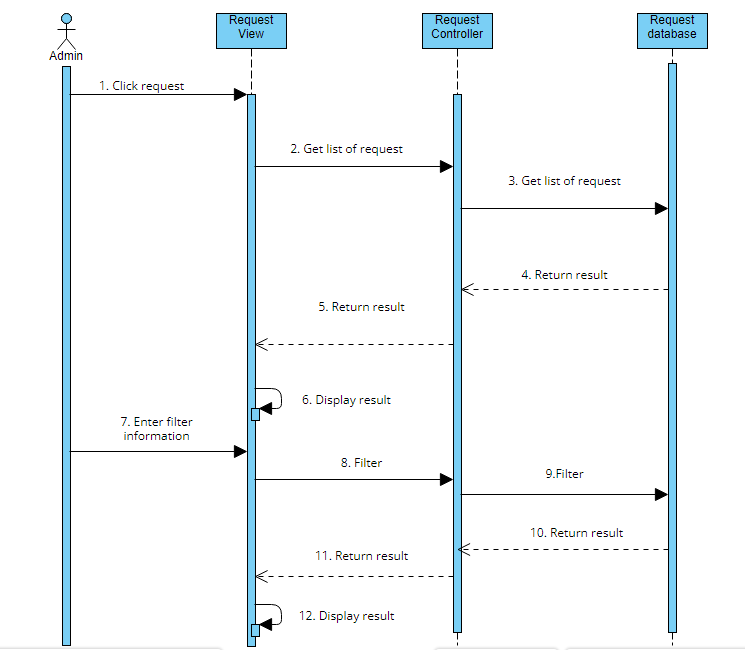 Request
View
Request
Controller
Request
database
Admin
1. Click request
2. Get list of request
3. Get list of request
4. Return result
5. Return result
6. Display result
7. Enter filter
information
8. Filter
9.Filter
10. Return result
11. Return result
12. Display result